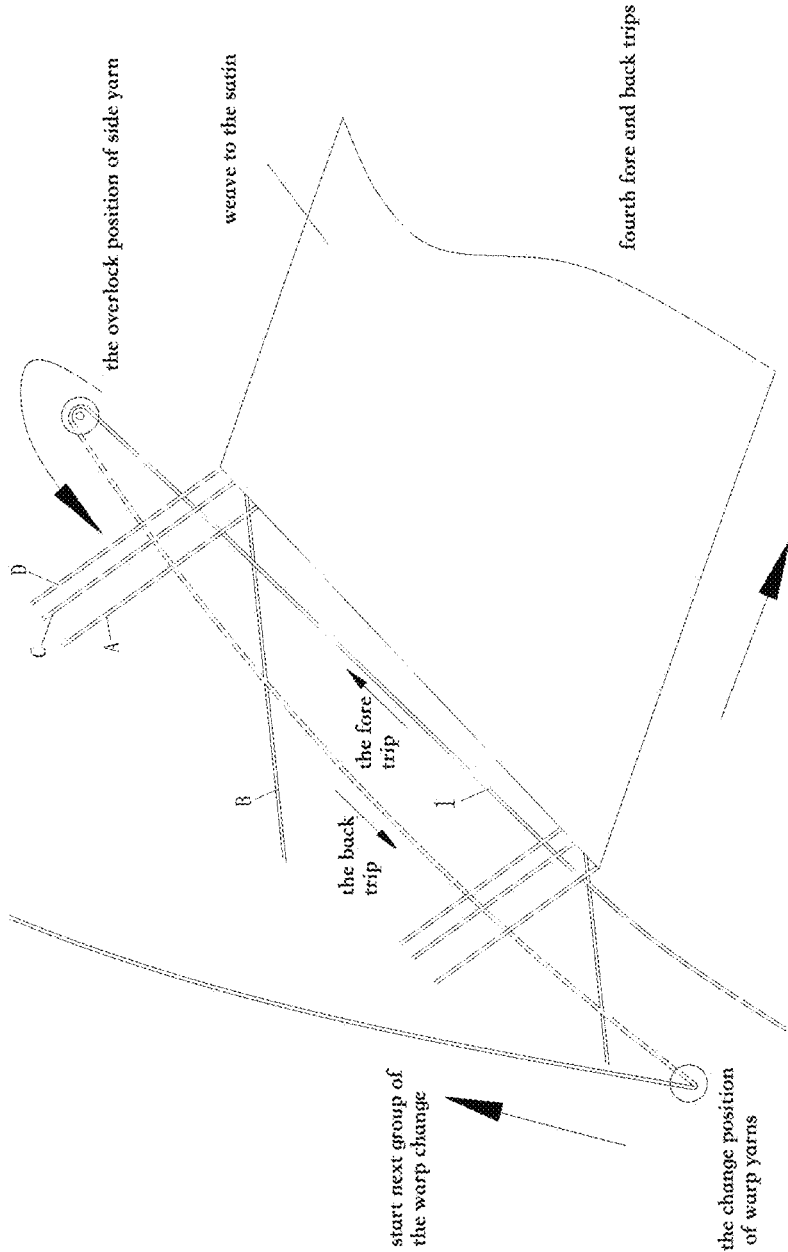 D
C
A
the overlock position of side yarn
weave to the satin
B
the back
trip
the fore
trip
start next group of
the warp change
1
fourth fore and back trips
the change position
of warp yarns